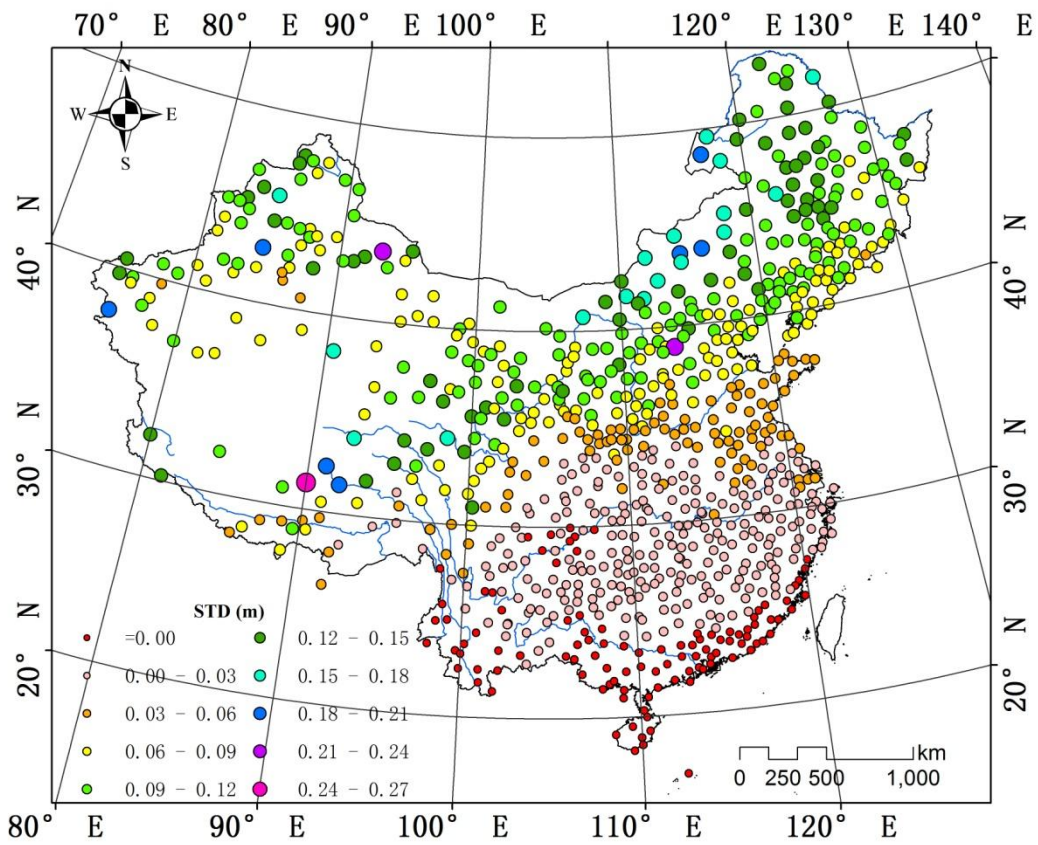 70° E 80° E 90° E 100° E 120° E 130° E 140° E
N
W E
S
40° N
30° N
20° N
40° N
30° N
20° N
STD (m)
=0.00 0.12 - 0.15
0.00 - 0.03 0.15 - 0.18
0.03 - 0.06 0.18 - 0.21
0.06 - 0.09 0.21 - 0.24
0.09 - 0.12 0.24 - 0.27
km
0 250 500 1,000
80° E 90° E 100° E 110° E 120° E